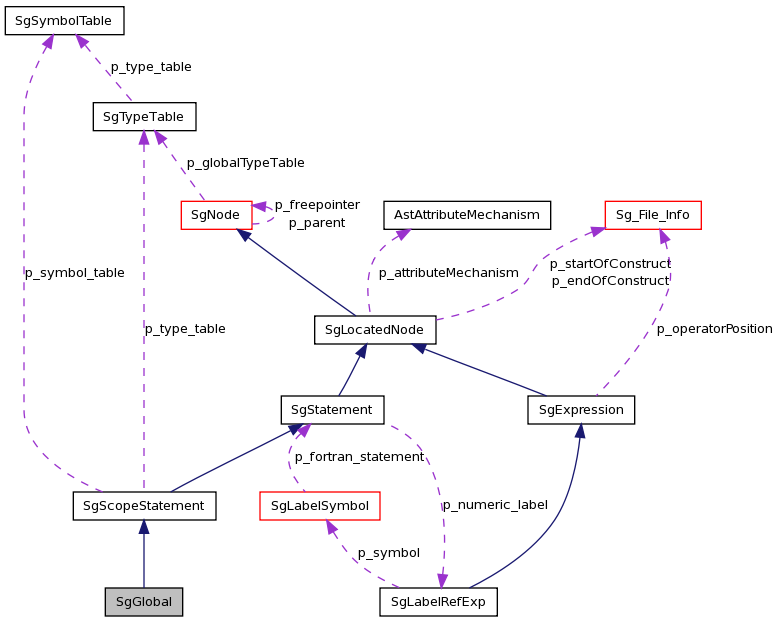 SgSymbolTable
p_type_table
SgTypeTable
p_globalTypeTable
SgNode
p_freepointer
p_parent
AstAttributeMechanism
Sg_File_Info
p_symbol_table
p_attributeMechanism
p_startOfConstruct
p_endOfConstruct
p_type_table
SgLocatedNode
p_operatorPosition
SgStatement
SgExpression
p_fortran_statement
SgScopeStatement
SgLabelSymbol
p_numeric_label
p_symbol
SgGlobal
SgLabelRefExp